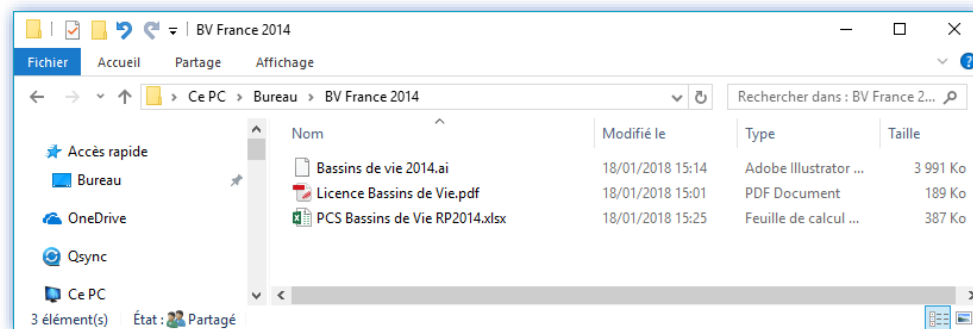 BV France 2014
Fichier Accueil Partage Affichage
Ce PC > Bureau > BV France 2014 Rechercher dans : BV France 2...
Nom Modifié le Type Taille
Accès rapide
Bureau
OneDrive
Qsync
Ce PC
Bassins de vie 2014.ai 18/01/2018 15:14 Adobe Illustrator ... 3 991 Ko
Licence Bassins de Vie.pdf 18/01/2018 15:01 PDF Document 189 Ko
PCS Bassins de Vie RP2014.xlsx 18/01/2018 15:25 Feuille de calcul ... 387 Ko
3 élément(s) État : Partagé